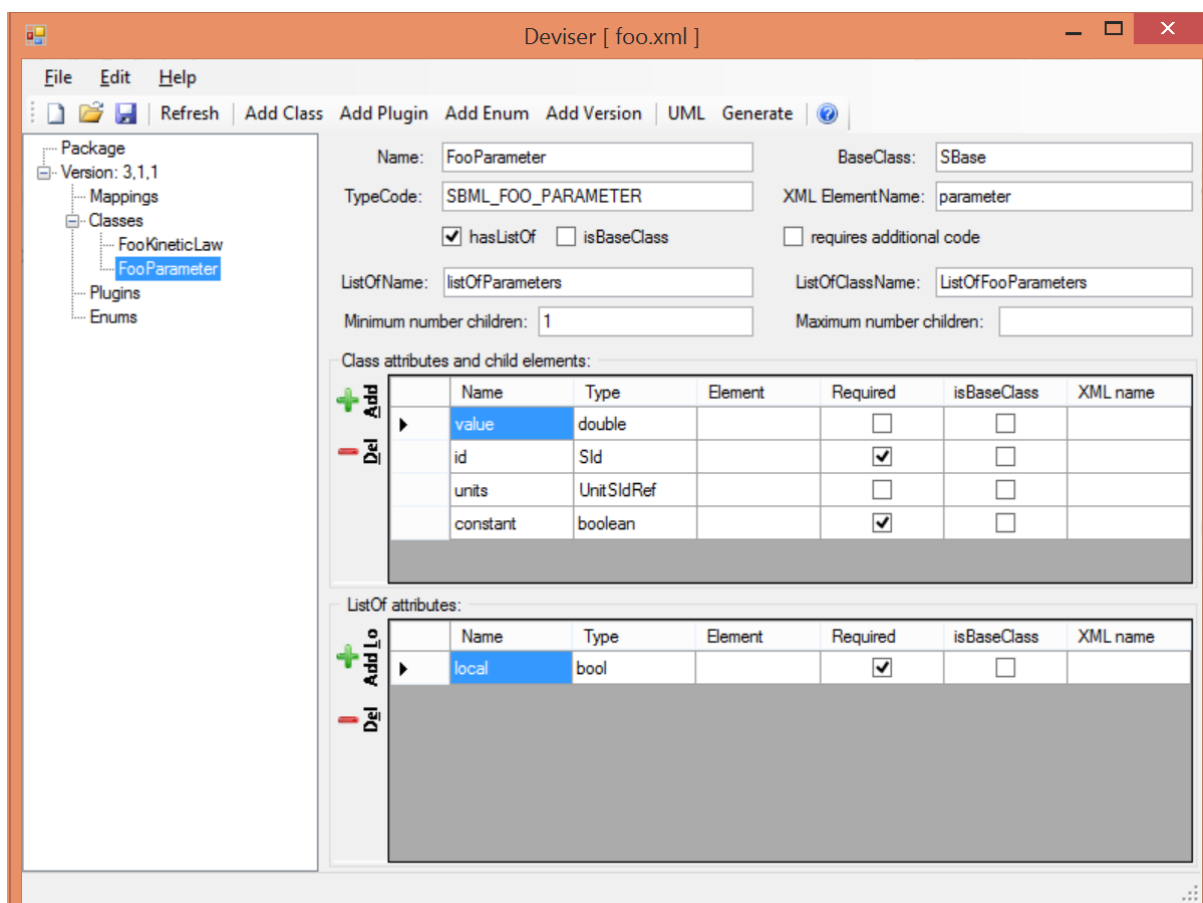 Deviser [ foo.xml ]
File Edit Help
Refresh Add Class Add Plugin Add Enum Add Version UML Generate
Package
Version: 3,1,1
Mappings
Classes
FooKineticLaw
FooParameter
Plugins
Enums
Name: FooParameter BaseClass: SBase
TypeCode: SBML_FOO_PARAMETER XML ElementName: parameter
hasListOf isBaseClass requires additional code
ListOfName: listOfParameters ListOfClassName: ListOfFooParameters
Minimum number children: 1 Maximum number children:
Class attributes and child elements:
Add
Del
Name Type Element Required isBaseClass XML name
value double
id SId
units UnitSIdRef
constant boolean
ListOf attributes:
Add Lo
Del
Name Type Element Required isBaseClass XML name
local bool